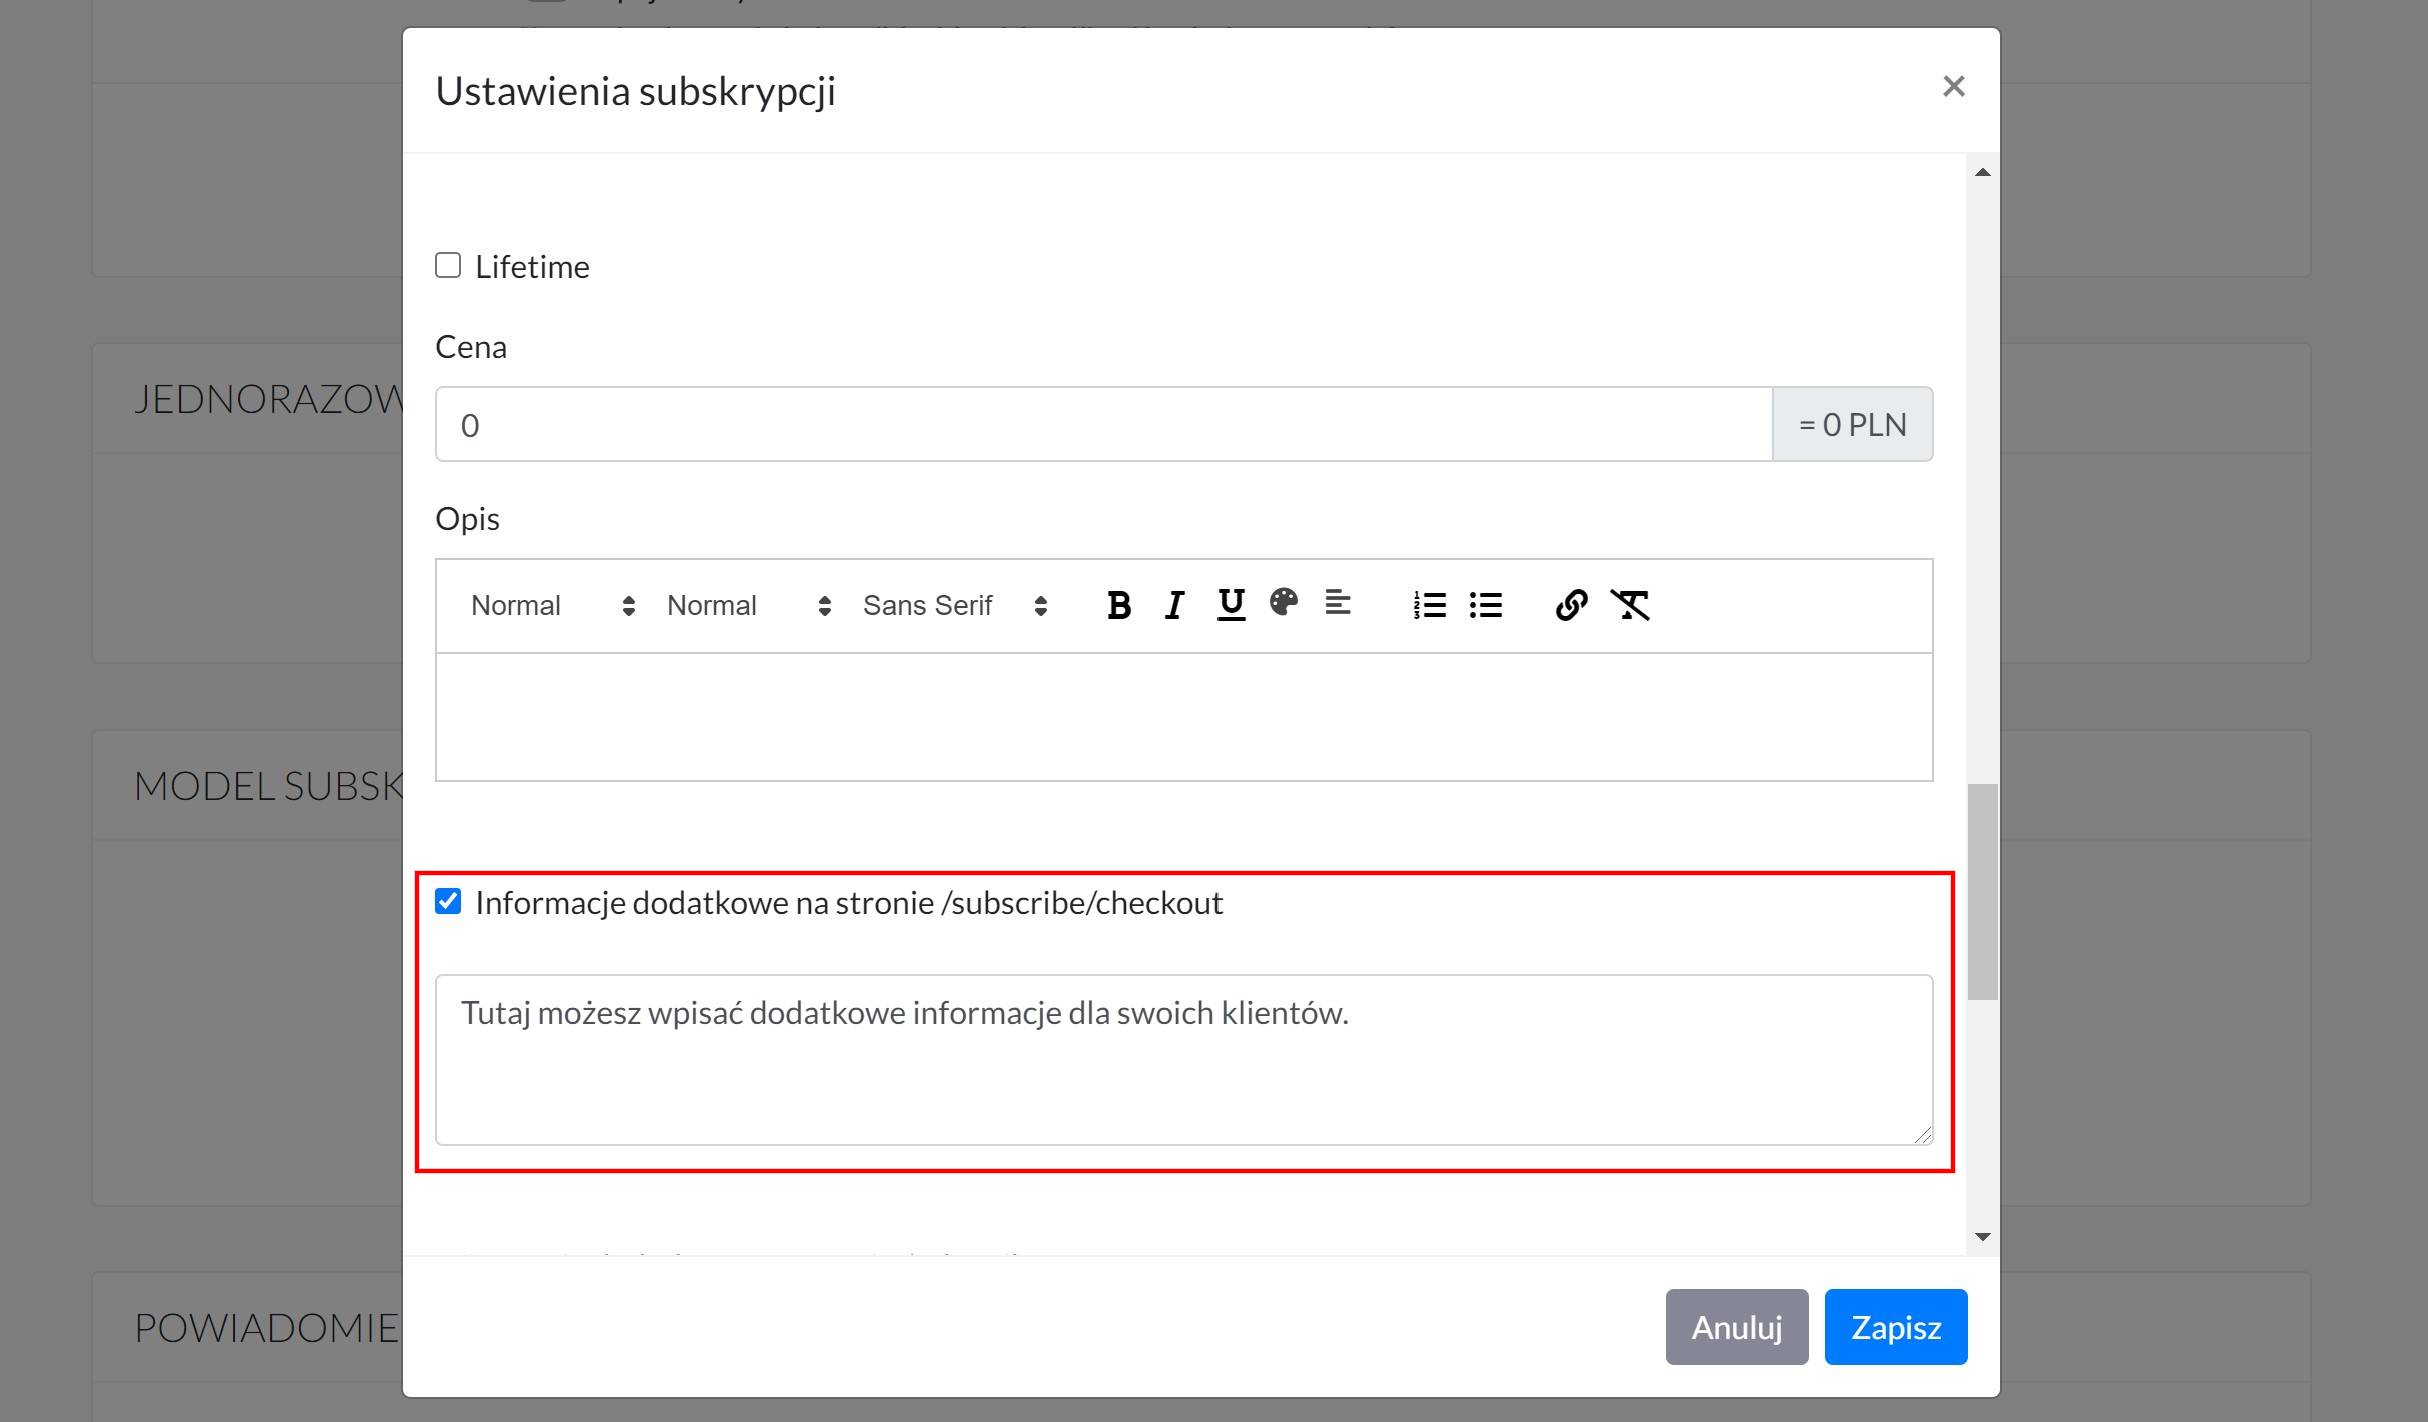 Ustawienia subskrypcji
×
Lifetime
Cena
0
= 0 PLN
Opis
Normal Normal Sans Serif
Informacje dodatkowe na stronie /subscribe/checkout
Tutaj możesz wpisać dodatkowe informacje dla swoich klientów.
Anuluj Zapisz
JEDNORAZOW
MODEL SUBSK
POWIADOMIE